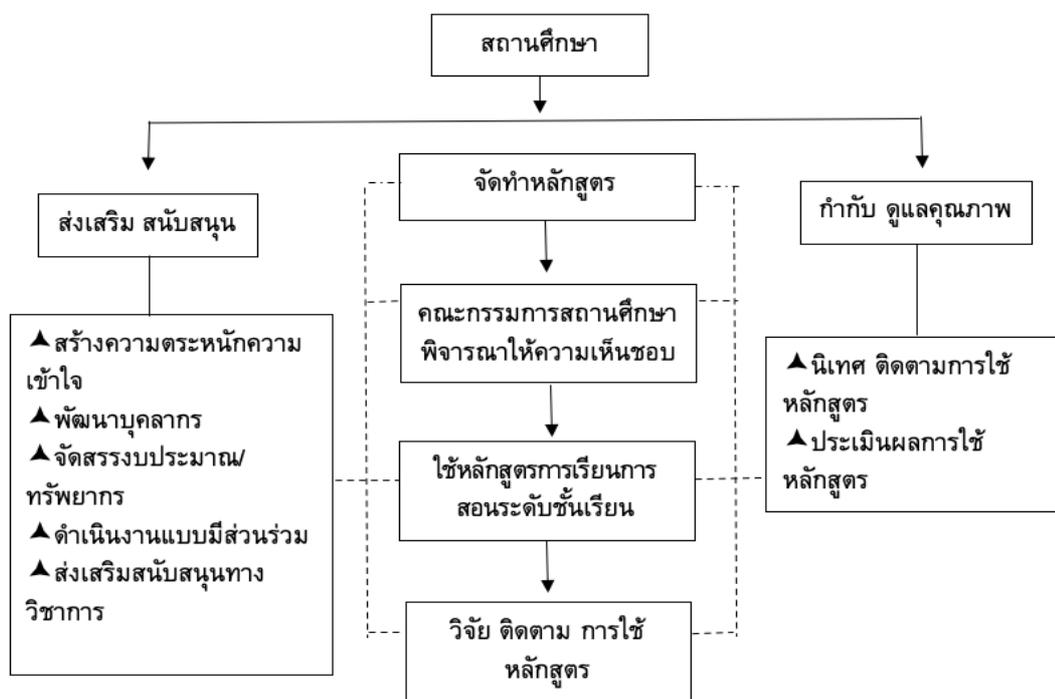 สถานศึกษา
ส่งเสริม สนับสนุน
▲สร้างความตระหนักความ
เข้าใจ
▲พัฒนาบุคลากร
▲จัดสรรงบประมาณ/
ทรัพยากร
▲ดำเนินงานแบบมีส่วนร่วม
▲ส่งเสริมสนับสนุนทาง
วิชาการ
จัดทำหลักสูตร
คณะกรรมการสถานศึกษา
พิจารณาให้ความเห็นชอบ
ใช้หลักสูตรการเรียนการ
สอนระดับชั้นเรียน
วิจัย ติดตาม การใช้
หลักสูตร
กำกับ ดูแลคุณภาพ
▲นิเทศ ติดตามการใช้
หลักสูตร
▲ประเมินผลการใช้
หลักสูตร